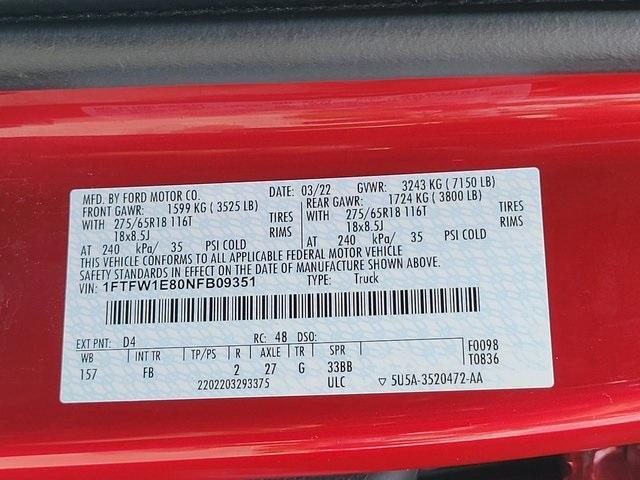 MFD. BY FORD MOTOR CO.
DATE: 03/22 GVWR: 3243 KG ( 7150 LB)
FRONT GAWR: 1599 KG ( 3525 LB) REAR GAWR: 1724 KG ( 3800 LB)
WITH 275/65R18 116T TIRES WITH 275/65R18 116T TIRES
18x8.5J RIMS 18x8.5J RIMS
AT 240 kPa/ 35 PSI COLD AT 240 kPa/ 35 PSI COLD
THIS VEHICLE CONFORMS TO ALL APPLICABLE FEDERAL MOTOR VEHICLE
SAFETY STANDARDS IN EFFECT ON THE DATE OF MANUFACTURE SHOWN ABOVE.
VIN: 1FTFW1E80NFB09351 TYPE: Truck
EXT PNT: D4 RC: 48 DSO: F0098
WB INT TR TP/PS R AXLE TR SPR T0836
157 FB 2 27 G 33BB
2202203293375 ULC ▽ 5U5A-3520472-AA